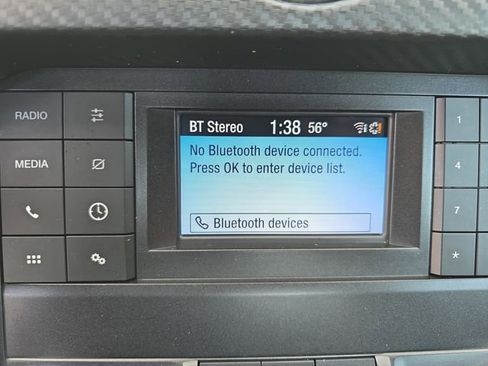 RADIO
MEDIA
BT Stereo 1:38 56°
No Bluetooth device connected.
Press OK to enter device list.
Bluetooth devices
1
4
7
*